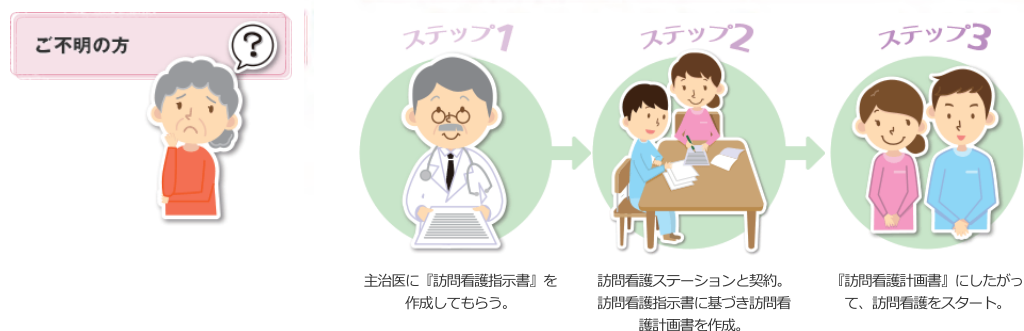 ご不明の方
?
ステップ1
ステップ2
ステップ3
主治医に『訪問看護指示書』を
作成してもらう。
訪問看護ステーションと契約。
訪問看護指示書に基づき訪問看
護計画書を作成。
『訪問看護計画書』にしたがっ
て、訪問看護をスタート。